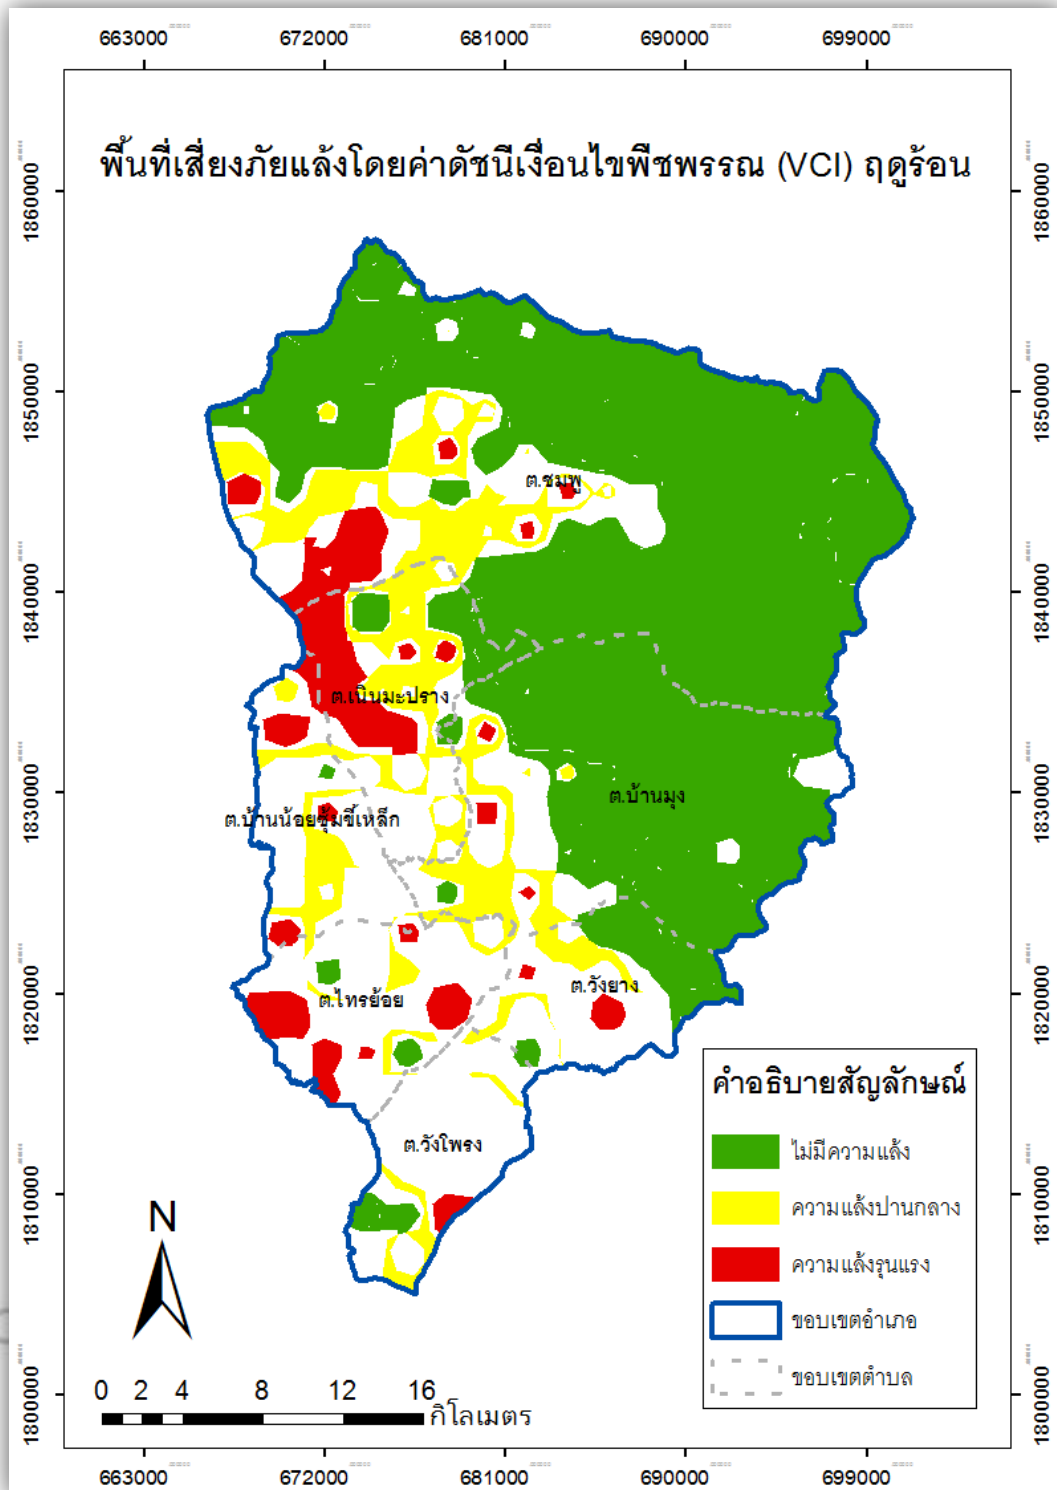 663000 672000 681000 690000 699000
พื้นที่เสี่ยงภัยแล้งโดยค่าดัชนีเงื่อนไขพืชพรรณ (VCI) ฤดูร้อน
1860000 1860000
1850000 1850000
ต.ชมพู
1840000 1840000
ต.เนินมะปราง
1830000 1830000
ต.บ้านมุง
ต.บ้านน้อยซุ้มขี้เหล็ก
1820000 1820000
ต.วังยาง
ต.ไทรย้อย
คำอธิบายสัญลักษณ์
ต.วังโพรง
ไม่มีความแล้ง
1810000 1810000
ความแล้งปานกลาง
N
ความแล้งรุนแรง
ขอบเขตอำเภอ
ขอบเขตตำบล
1800000 1800000
0 2 4 8 12 16
กิโลเมตร
663000 672000 681000 690000 699000